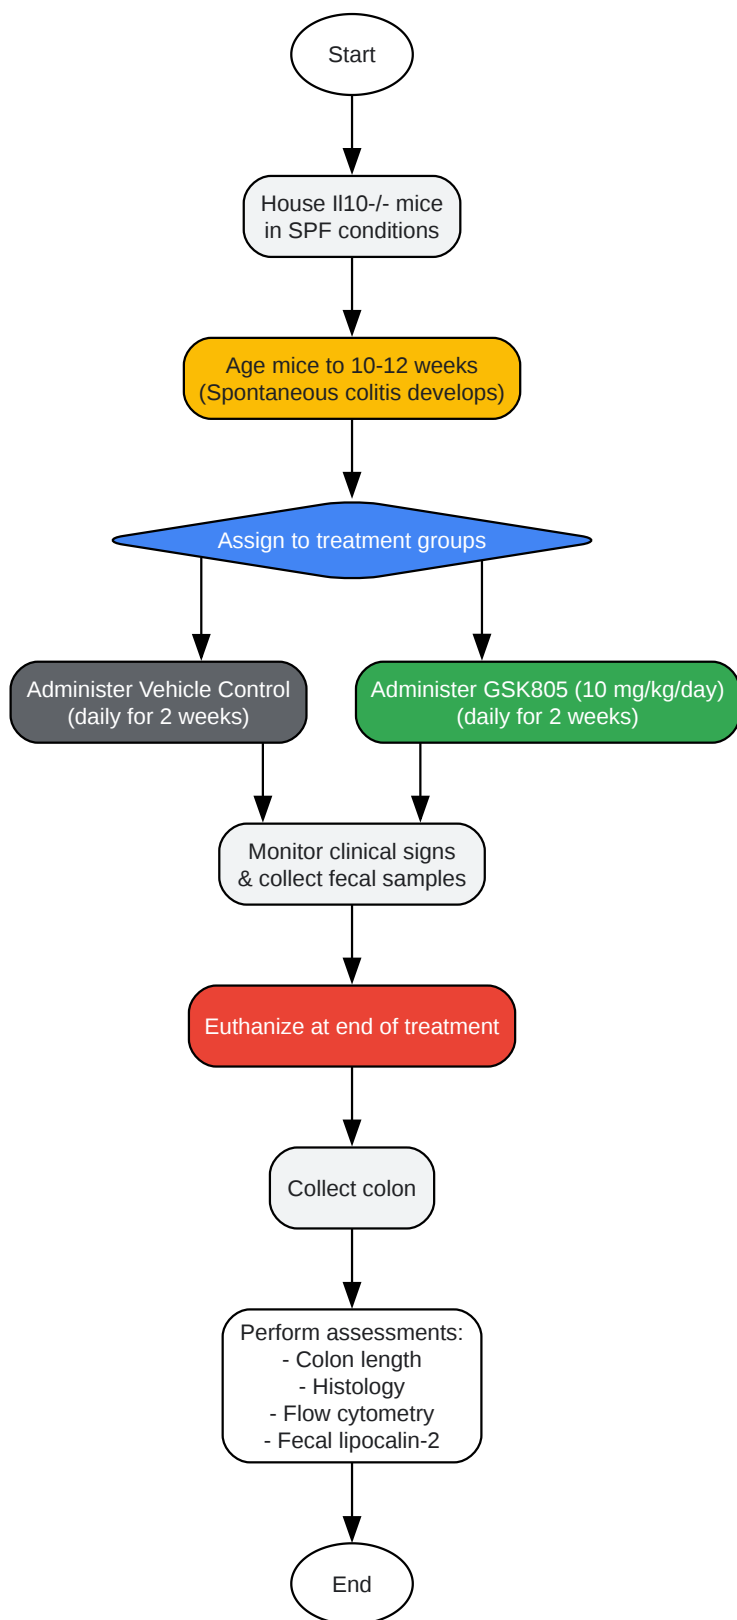 Start
House Il10-/- mice
in SPF conditions
Age mice to 10-12 weeks
(Spontaneous colitis develops)
Assign to treatment groups
Administer Vehicle Control
(daily for 2 weeks)
Administer GSK805 (10 mg/kg/day)
(daily for 2 weeks)
Monitor clinical signs
& collect fecal samples
Euthanize at end of treatment
Collect colon
Perform assessments:
- Colon length
- Histology
- Flow cytometry
- Fecal lipocalin-2
End